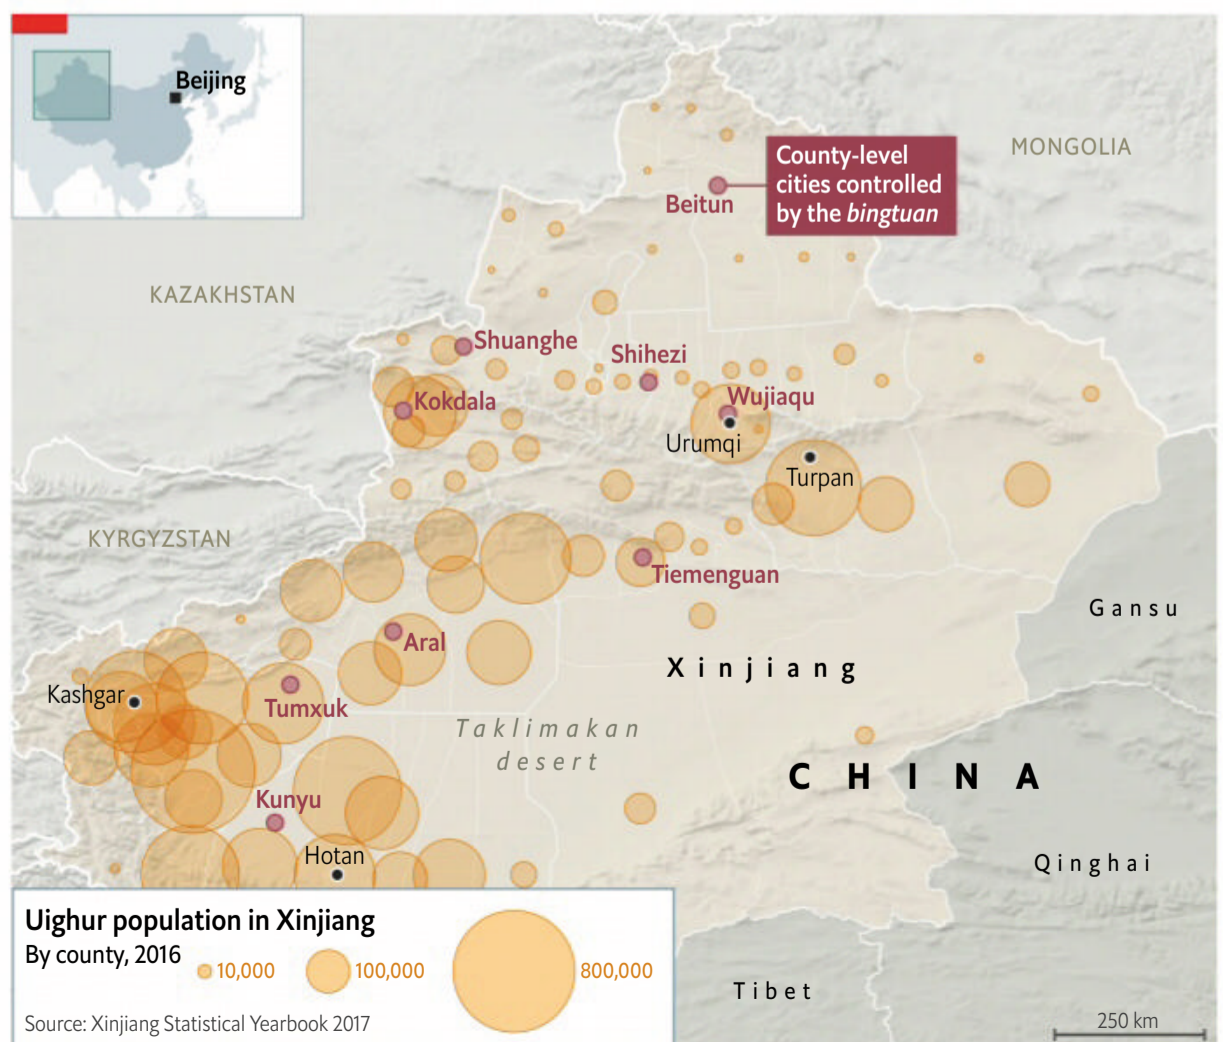 Beijing
MONGOLIA
County-level
cities controlled
by the bingtuan
Beitun
KAZAKHSTAN
Shuanghe
Shihezi
Kokdala
Wujiaqu
Urumqi
Turpan
KYRGYZSTAN
Tiemenguan
Gansu
Aral
Xinjiang
Kashgar
Tumxuk
Taklimakan
desert
CHINA
Kunyu
Hotan
Qinghai
Uighur population in Xinjiang
By county, 2016
10,000
100,000
800,000
Tibet
Source: Xinjiang Statistical Yearbook 2017
250 km